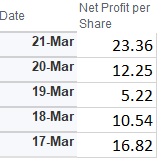 Date Net Profit per
Share
21-Mar 23.36
20-Mar 12.25
19-Mar 5.22
18-Mar 10.54
17-Mar 16.82